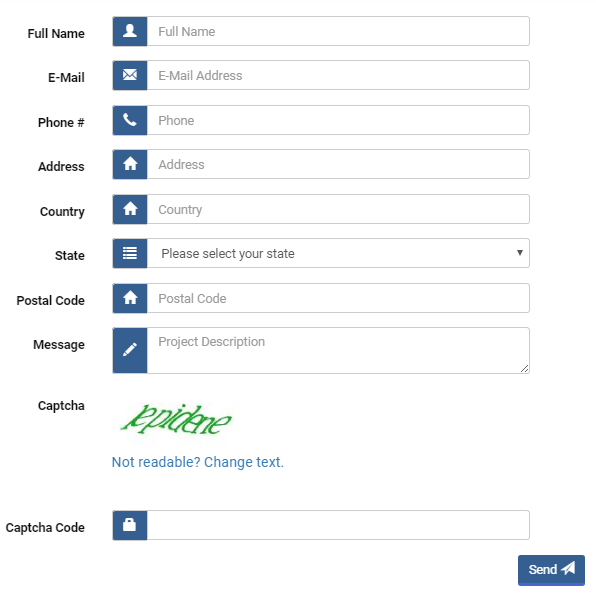 Full Name Full Name
E-Mail E-Mail Address
Phone # Phone
Address Address
Country Country
State Please select your state
Postal Code Postal Code
Message Project Description
Captcha
Not readable? Change text.
Captcha Code
Send